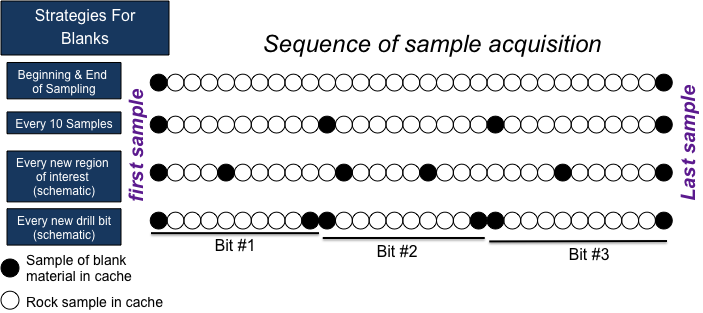 Strategies For
Blanks
Sequence of sample acquisition
Beginning & End
of Sampling
Every 10 Samples
Every new region
of interest
(schematic)
Every new drill bit
(schematic)
first sample
Last sample
Bit #1
Bit #2
Bit #3
Sample of blank
material in cache
Rock sample in cache